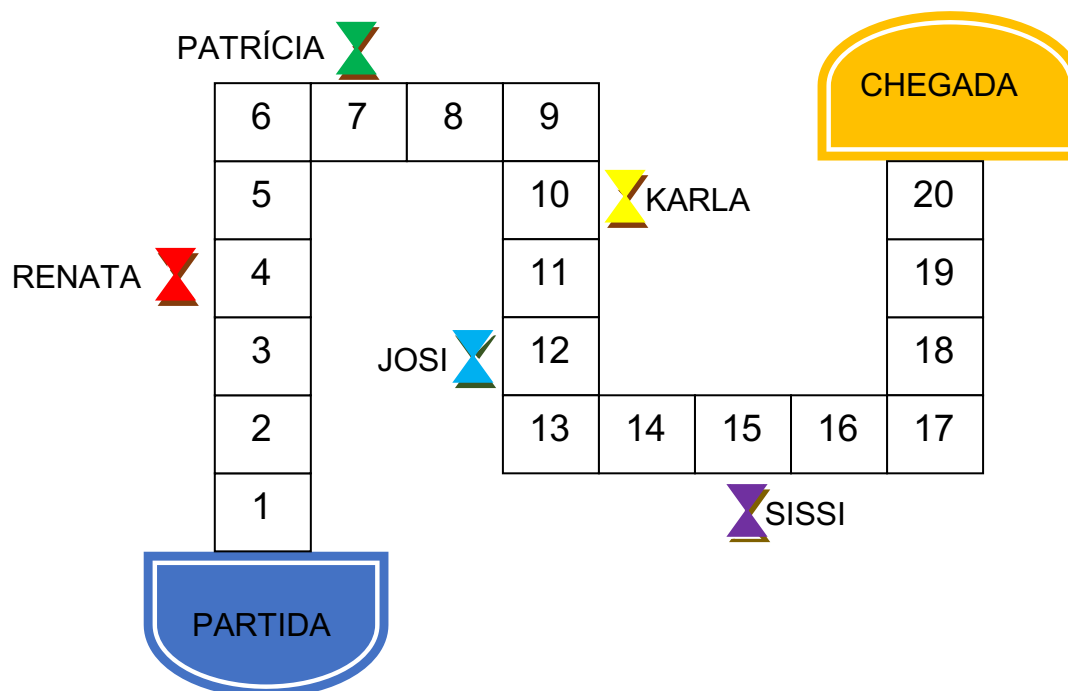 PATRÍCIA
CHEGADA
6 7 8 9
5 10 KARLA 20
RENATA 4 11 19
3 JOSI 12 18
2 13 14 15 16 17
1 SISSI
PARTIDA